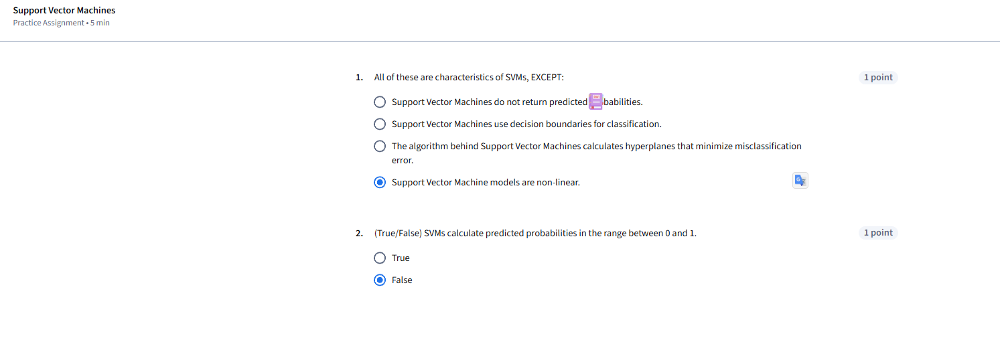 Support Vector Machines
Practice Assignment • 5 min
1. All of these are characteristics of SVMs, EXCEPT:
1 point
Support Vector Machines do not return predicted babilities.
Support Vector Machines use decision boundaries for classification.
The algorithm behind Support Vector Machines calculates hyperplanes that minimize misclassification
error.
Support Vector Machine models are non-linear.
2. (True/False) SVMs calculate predicted probabilities in the range between 0 and 1.
1 point
True
False